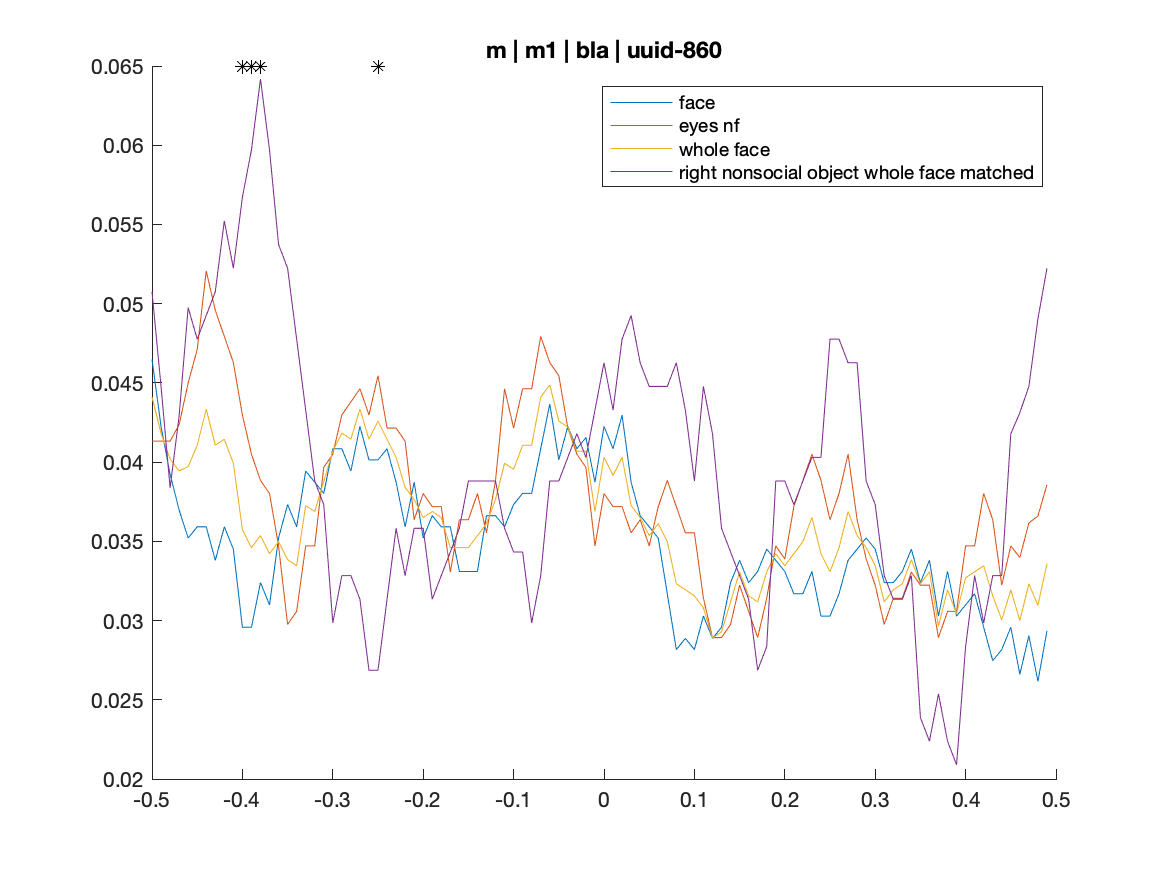 m | m1 | bla | uuid-860
face
eyes nf
whole face
right nonsocial object whole face matched
0.065
0.06
0.055
0.05
0.045
0.04
0.035
0.03
0.025
0.02
-0.5 -0.4 -0.3 -0.2 -0.1 0 0.1 0.2 0.3 0.4 0.5